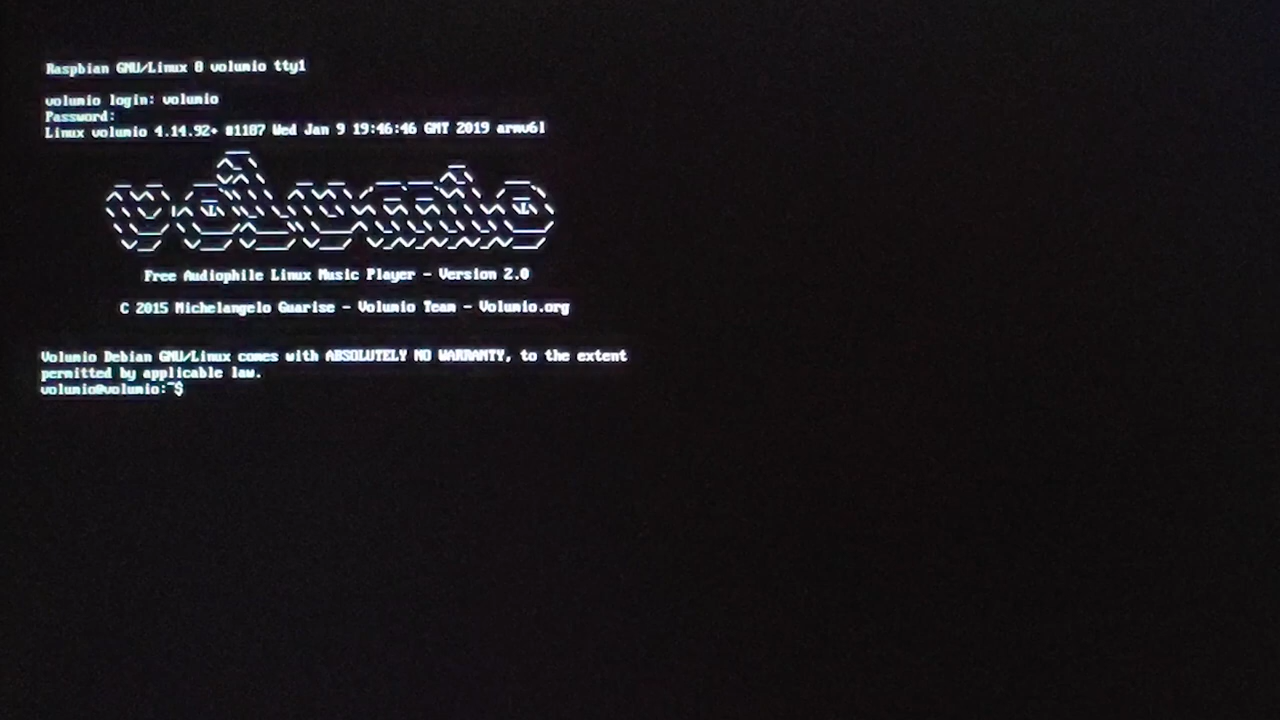 Raspbian GNU/Linux 8 volumio tty1
volumio login: volumio
Password:
Linux volumio 4.14.92+ #1187 Wed Jan 9 19:46:46 GMT 2019 armv6l
volumio
Free Audiophile Linux Music Player - Version 2.0
C 2015 Michelangelo Guarise - Volumio Team - Volumio.org
Volumio Debian GNU/Linux comes with ABSOLUTELY NO WARRANTY, to the extent
permitted by applicable law.
volumio@volumio:~$